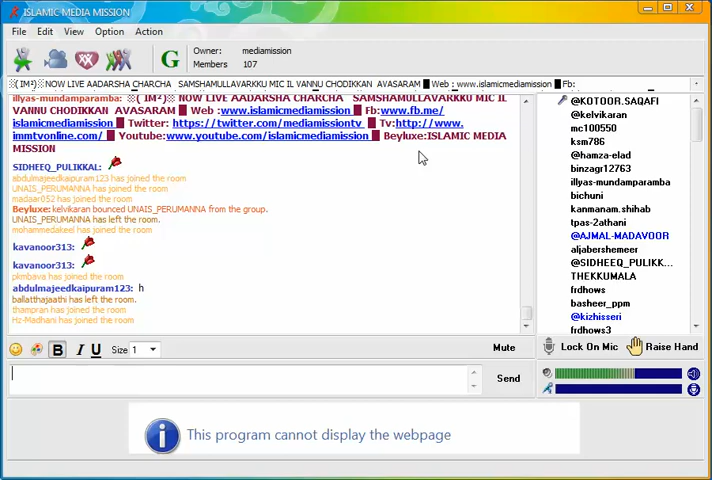 ISLAMIC MEDIA MISSION
File Edit View Option Action
G Owner: mediamission
Members 107
░( IM²)░NOW LIVE AADARSHA CHARCHA SAMSHAMULLAVARKKU MIC IL VANNU CHODIKKAN AVASARAM █ Web : www.islamicmediamission █ Fb:
illyas-mundamparamba: ░( IM²)░ NOW LIVE AADARSHA CHARCHA SAMSHAMULLAVARKKU MIC IL
VANNU CHODIKKAN AVASARAM █ Web :www.islamicmediamission █ Fb:www.fb.me/
islamicmediamission █ Twitter: https://twitter.com/mediamissiontv █ Tv:http://www.
immtvonline.com/ █ Youtube:www.youtube.com/islamicmediamission █ Beyluxe:ISLAMIC MEDIA
MISSION
SIDHEEQ_PULIKKAL:
abdulmajeedkaipuram123 has joined the room
UNAIS_PERUMANNA has joined the room
madaar052 has joined the room
Beyluxe: kelvikaran bounced UNAIS_PERUMANNA from the group.
UNAIS_PERUMANNA has left the room.
mohammedakeel has joined the room
kavanoor313:
kavanoor313:
pkmbava has joined the room
abdulmajeedkaipuram123: h
ballatthajaathi has left the room.
thampran has joined the room
Hz-Madhani has joined the room
@KOTOOR.SAQAFI
@kelvikaran
mc100550
ksm786
@hamza-elad
binzagr12763
illyas-mundamparamba
bichuni
kanmanam.shihab
tpas-2athani
@AJMAL-MADAVOOR
aljabershemeer
@SIDHEEQ_PULIKK...
THEKKUMALA
frdhows
basheer_ppm
@kizhisseri
frdhows3
B I U Size 1 Mute Lock On Mic Raise Hand
Send
This program cannot display the webpage